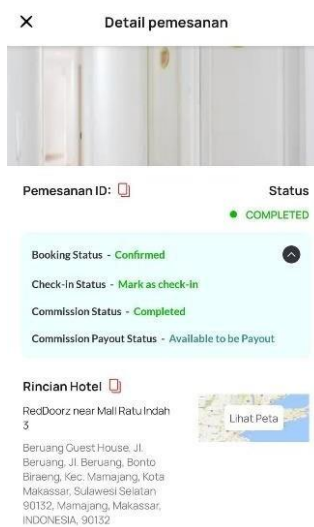 Detail pemesanan
Pemesanan ID:
Status
COMPLETED
Booking Status - Confirmed
Check-in Status - Mark as check-in
Commission Status - Completed
Commission Payout Status - Available to be Payout
Rincian Hotel
RedDoorz near Mall Ratu Indah
3
Lihat Peta
Beruang Guest House, Jl.
Beruang, Jl. Beruang, Bonto
Biraeng, Kec. Mamajang, Kota
Makassar, Sulawesi Selatan
90132, Mamajang, Makassar,
INDONESIA, 90132